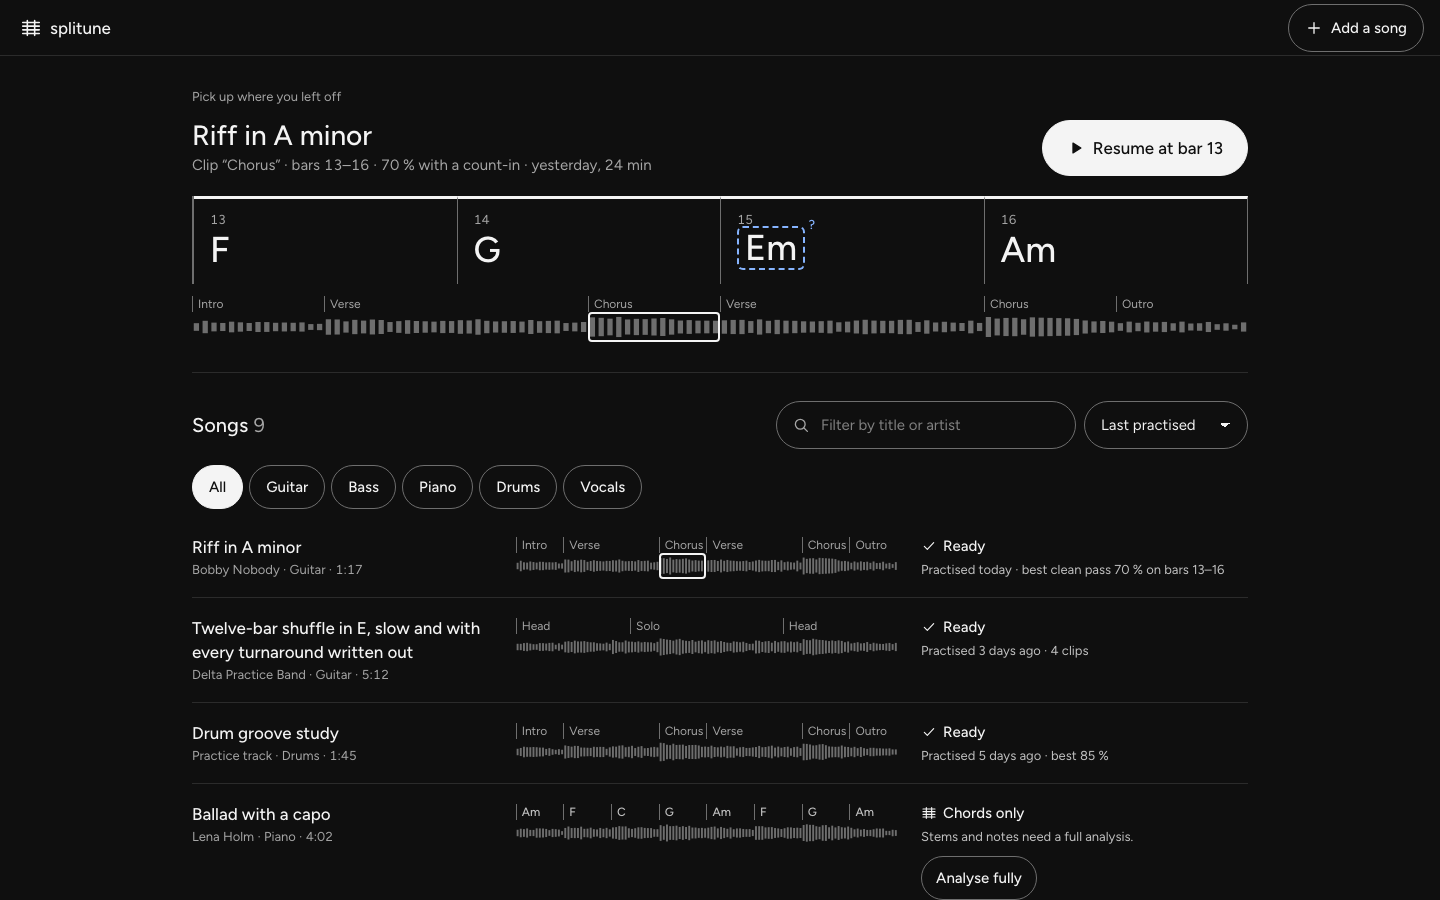 splitune
Add a song
Pick up where you left off
Riff in A minor
Clip “Chorus” · bars 13–16 · 70 % with a count-in · yesterday, 24 min
Resume at bar 13
13 14 15 16
F G Em ? Am
Intro Verse Chorus Verse Chorus Outro
Songs 9
Filter by title or artist
Last practised
All Guitar Bass Piano Drums Vocals
Riff in A minor
Bobby Nobody · Guitar · 1:17
Intro Verse Chorus Verse Chorus Outro
Ready
Practised today · best clean pass 70 % on bars 13–16
Twelve-bar shuffle in E, slow and with
every turnaround written out
Delta Practice Band · Guitar · 5:12
Head Solo Head
Ready
Practised 3 days ago · 4 clips
Drum groove study
Practice track · Drums · 1:45
Intro Verse Chorus Verse Chorus Outro
Ready
Practised 5 days ago · best 85 %
Ballad with a capo
Lena Holm · Piano · 4:02
Am F C G Am F G Am
Chords only
Stems and notes need a full analysis.
Analyse fully